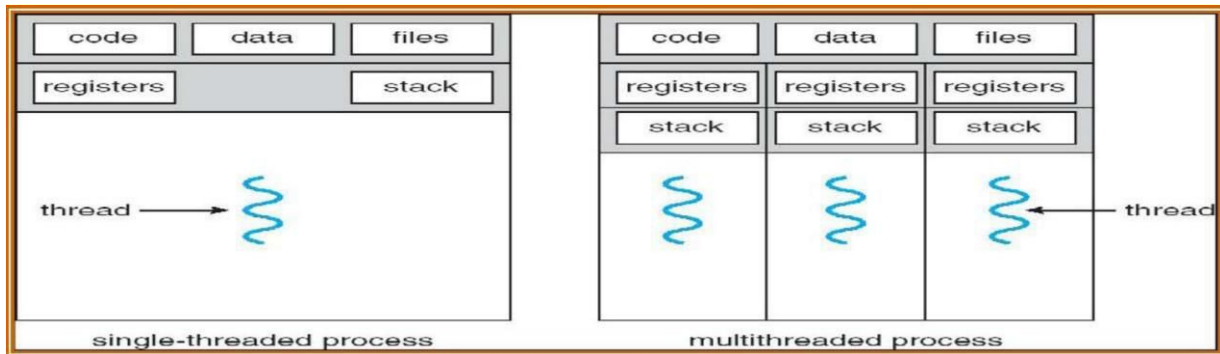 code data files
registers stack
thread
single-threaded process
code data files
registers registers registers
stack stack stack
thread
multithreaded process